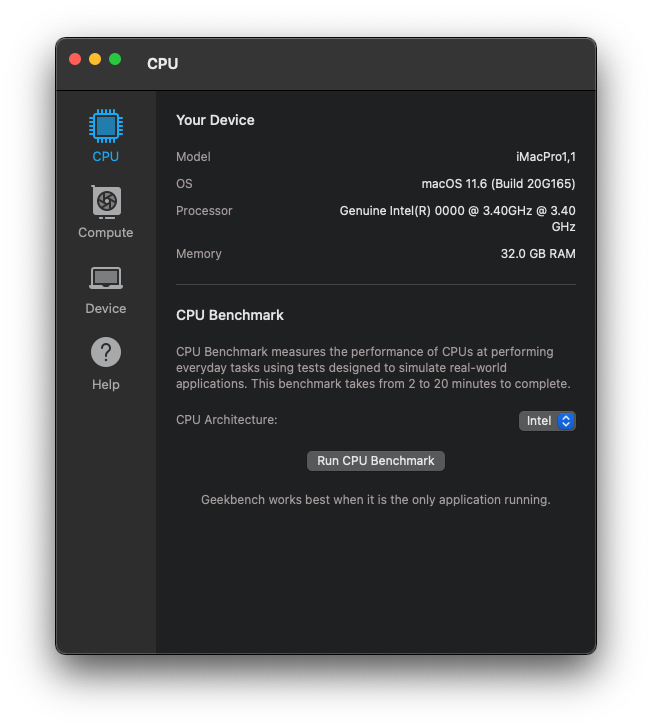 CPU
CPU
Compute
Device
Help
Your Device
Model iMacPro1,1
OS macOS 11.6 (Build 20G165)
Processor Genuine Intel(R) 0000 @ 3.40GHz @ 3.40
GHz
Memory 32.0 GB RAM
CPU Benchmark
CPU Benchmark measures the performance of CPUs at performing
everyday tasks using tests designed to simulate real-world
applications. This benchmark takes from 2 to 20 minutes to complete.
CPU Architecture: Intel
Run CPU Benchmark
Geekbench works best when it is the only application running.